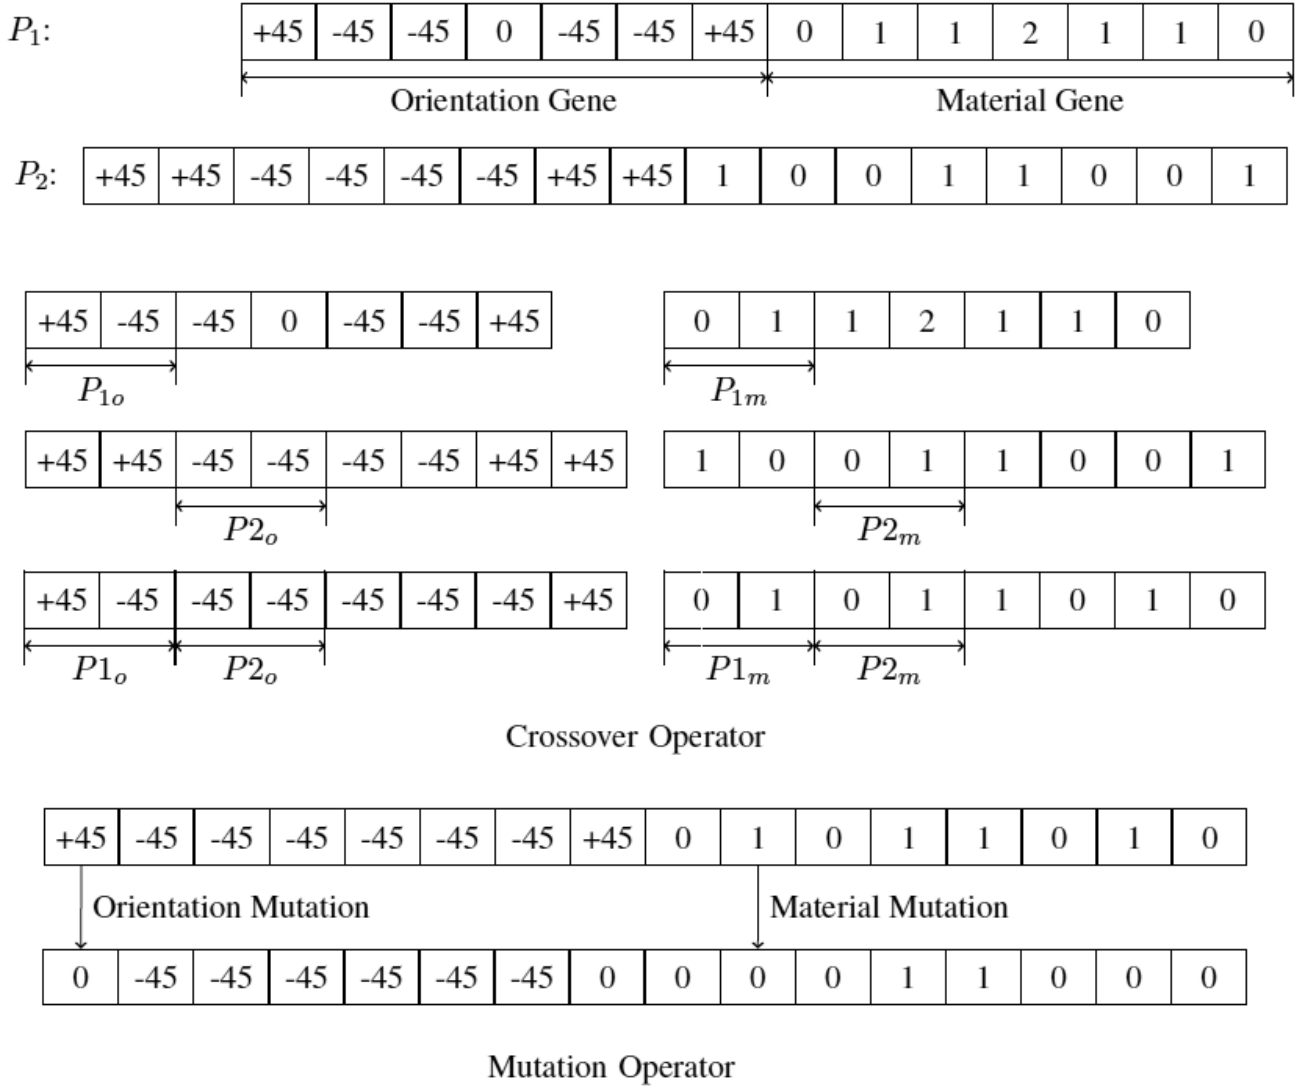 P₁: +45 -45 -45 0 -45 -45 +45 0 1 1 2 1 1 0
Orientation Gene Material Gene
P₂: +45 +45 -45 -45 -45 -45 +45 +45 1 0 0 1 1 0 0 1
+45 -45 -45 0 -45 -45 +45 0 1 1 2 1 1 0
P₁ₒ P₁ₘ
+45 +45 -45 -45 -45 -45 +45 +45 1 0 0 1 1 0 0 1
P2ₒ P2ₘ
+45 -45 -45 -45 -45 -45 -45 +45 0 1 0 1 1 0 1 0
P1ₒ P2ₒ P1ₘ P2ₘ
Crossover Operator
+45 -45 -45 -45 -45 -45 -45 +45 0 1 0 1 1 0 1 0
Orientation Mutation Material Mutation
0 -45 -45 -45 -45 -45 -45 0 0 0 0 1 1 0 0 0
Mutation Operator